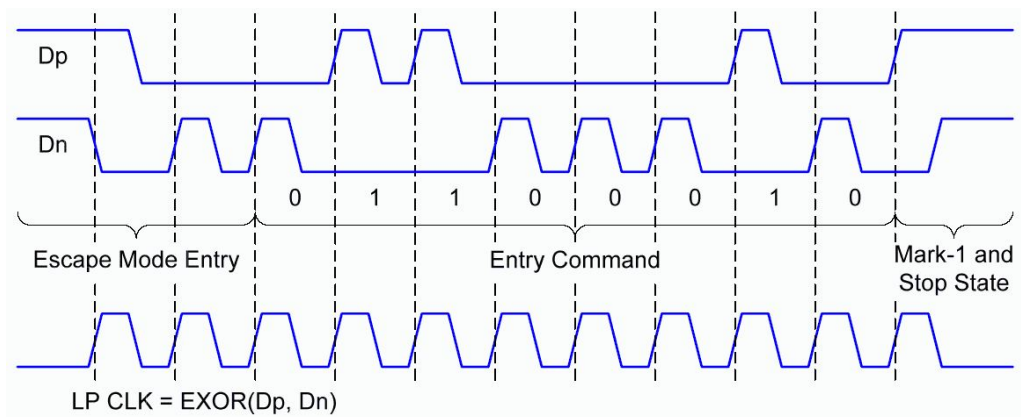 Dp
Dn
0 1 1 0 0 0 1 0
Escape Mode Entry
Entry Command
Mark-1 and
Stop State
LP CLK = EXOR(Dp, Dn)